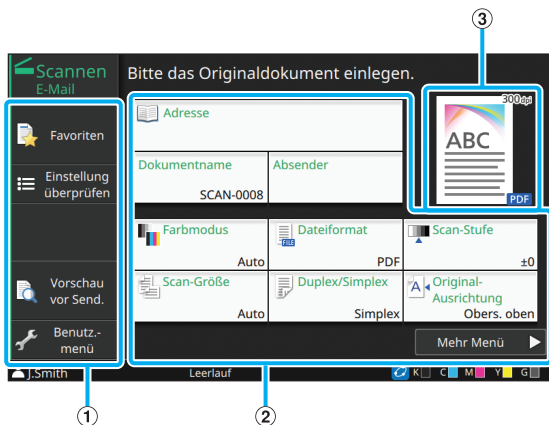 3
Scannen
E-Mail
Bitte das Originaldokument einlegen.
300dpi
ABC
PDF
Favoriten
Einstellung
überprüfen
Vorschau
vor Send.
Benutz.-
menü
Adresse
Dokumentname
SCAN-0008
Absender
Farbmodus
Auto
Dateiformat
FILE
PDF
Scan-Stufe
±0
Scan-Größe
Auto
Duplex/Simplex
Simplex
A
Original-
Ausrichtung
Obers. oben
Mehr Menü
J.Smith
Leerlauf
K C M Y G
1
2